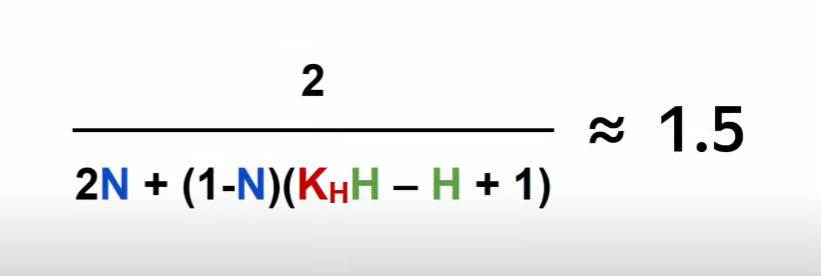 2
≈ 1.5
2N + (1-N)(KHH – H + 1)